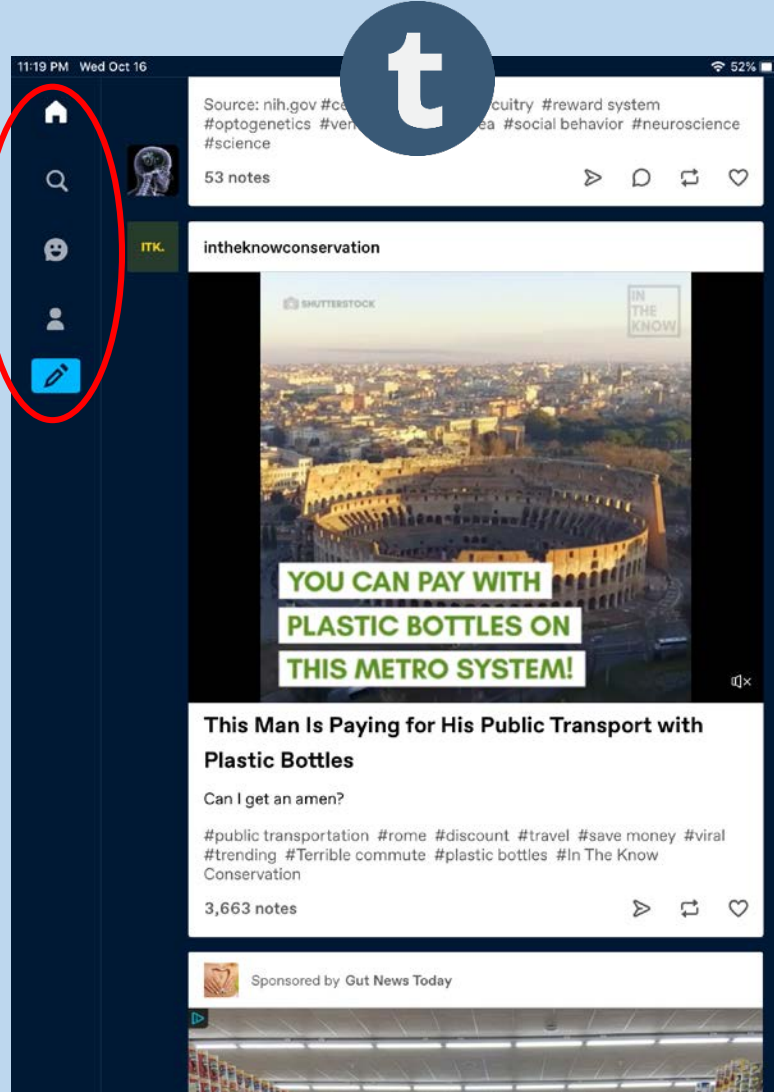 t
11:19 PM Wed Oct 16
52%
Source: nih.gov cuitry #reward system
#optogenetics #social behavior #neuroscience
#science
53 notes
ITK.
intheknowconservation
SHUTTERSTOCK
IN
THE
KNOW
YOU CAN PAY WITH
PLASTIC BOTTLES ON
THIS METRO SYSTEM!
This Man Is Paying for His Public Transport with
Plastic Bottles
Can I get an amen?
#public transportation #rome #discount #travel #save money #viral
#trending #Terrible commute #plastic bottles #In The Know
Conservation
3,663 notes
Sponsored by Gut News Today